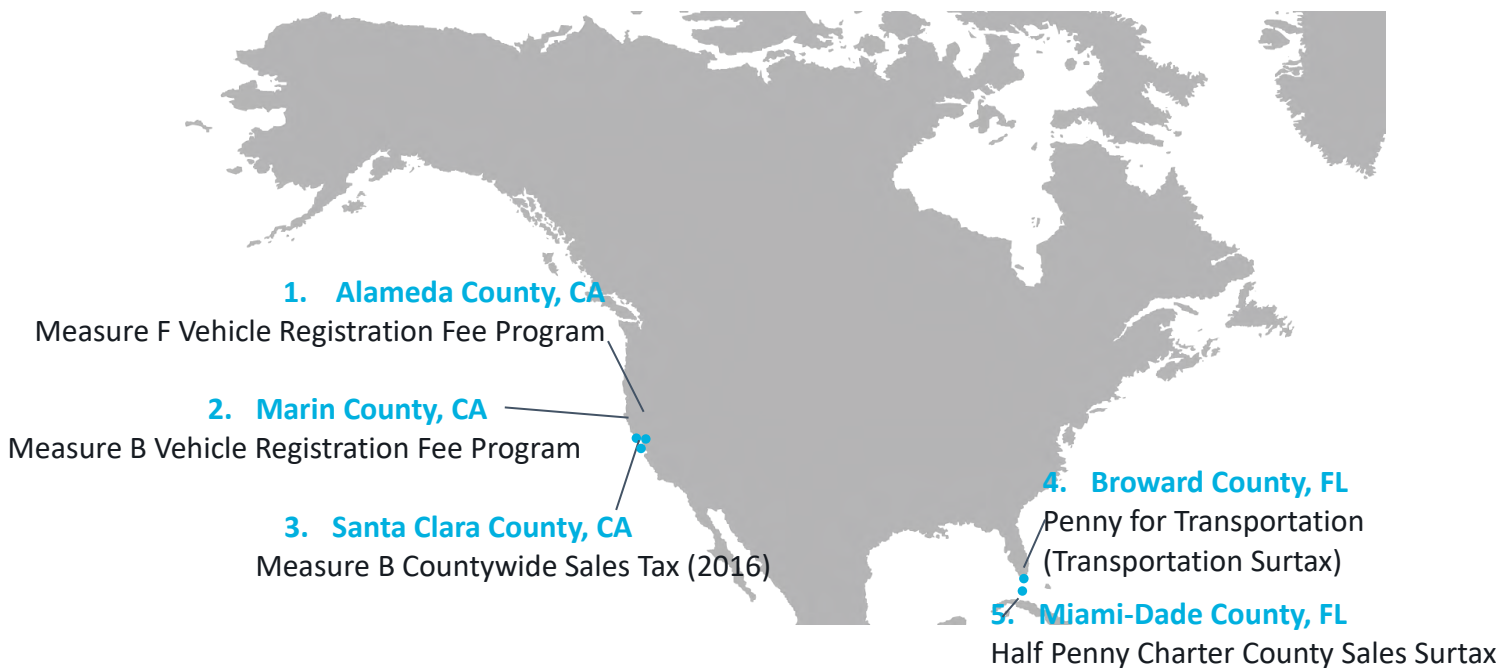 1. Alameda County, CA
Measure F Vehicle Registration Fee Program
2. Marin County, CA
Measure B Vehicle Registration Fee Program
3. Santa Clara County, CA
Measure B Countywide Sales Tax (2016)
4. Broward County, FL
Penny for Transportation
(Transportation Surtax)
5. Miami-Dade County, FL
Half Penny Charter County Sales Surtax